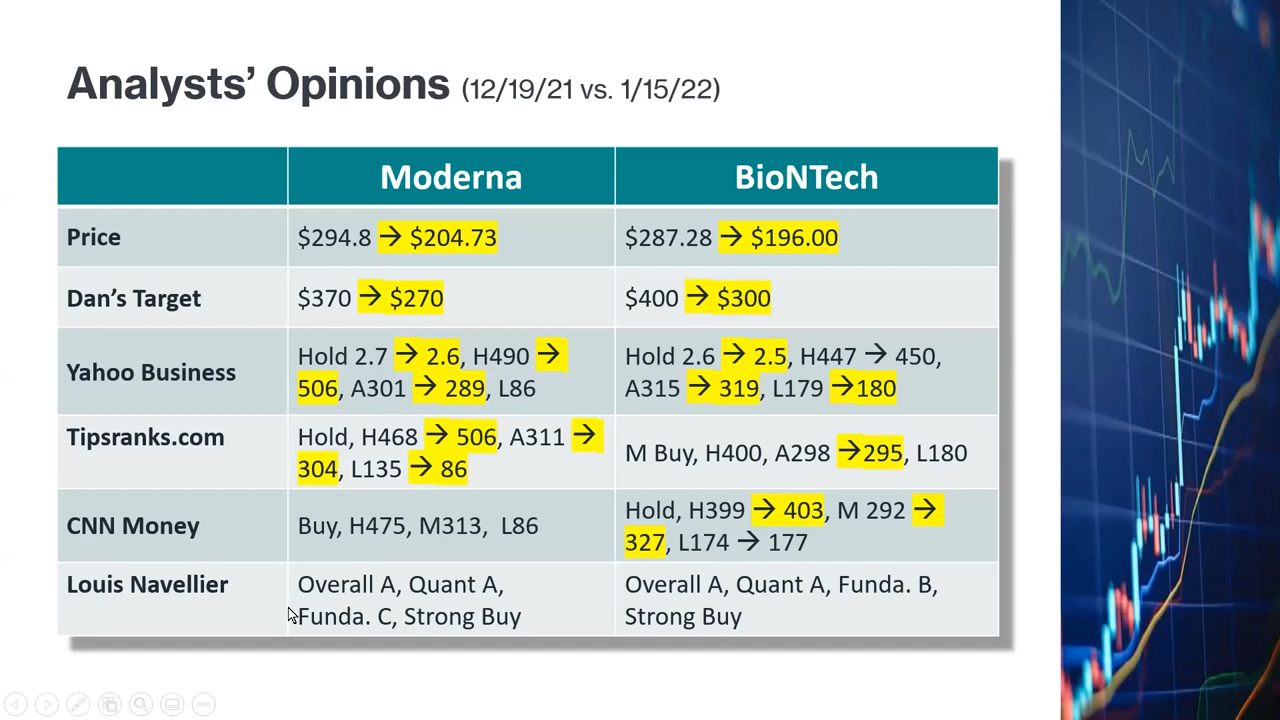 Analysts’ Opinions (12/19/21 vs. 1/15/22)
Moderna
BioNTech
Price
$294.8 → $204.73
$287.28 → $196.00
Dan’s Target
$370 → $270
$400 → $300
Yahoo Business
Hold 2.7 → 2.6, H490 →
506, A301 → 289, L86
Hold 2.6 → 2.5, H447 → 450,
A315 → 319, L179 →180
Tipsranks.com
Hold, H468 → 506, A311 →
304, L135 → 86
M Buy, H400, A298 →295, L180
CNN Money
Buy, H475, M313, L86
Hold, H399 → 403, M 292 →
327, L174 → 177
Louis Navellier
Overall A, Quant A,
Funda. C, Strong Buy
Overall A, Quant A, Funda. B,
Strong Buy